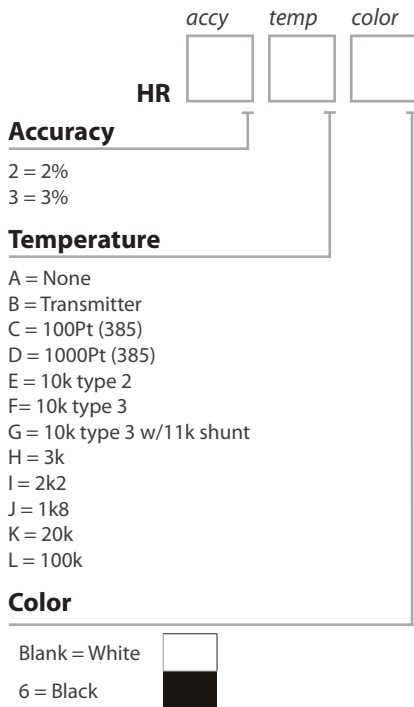 accy temp color
HR
Accuracy
2 = 2%
3 = 3%
Temperature
A = None
B = Transmitter
C = 100Pt (385)
D = 1000Pt (385)
E = 10k type 2
F= 10k type 3
G = 10k type 3 w/11k shunt
H = 3k
I = 2k2
J = 1k8
K = 20k
L = 100k
Color
Blank = White
6 = Black